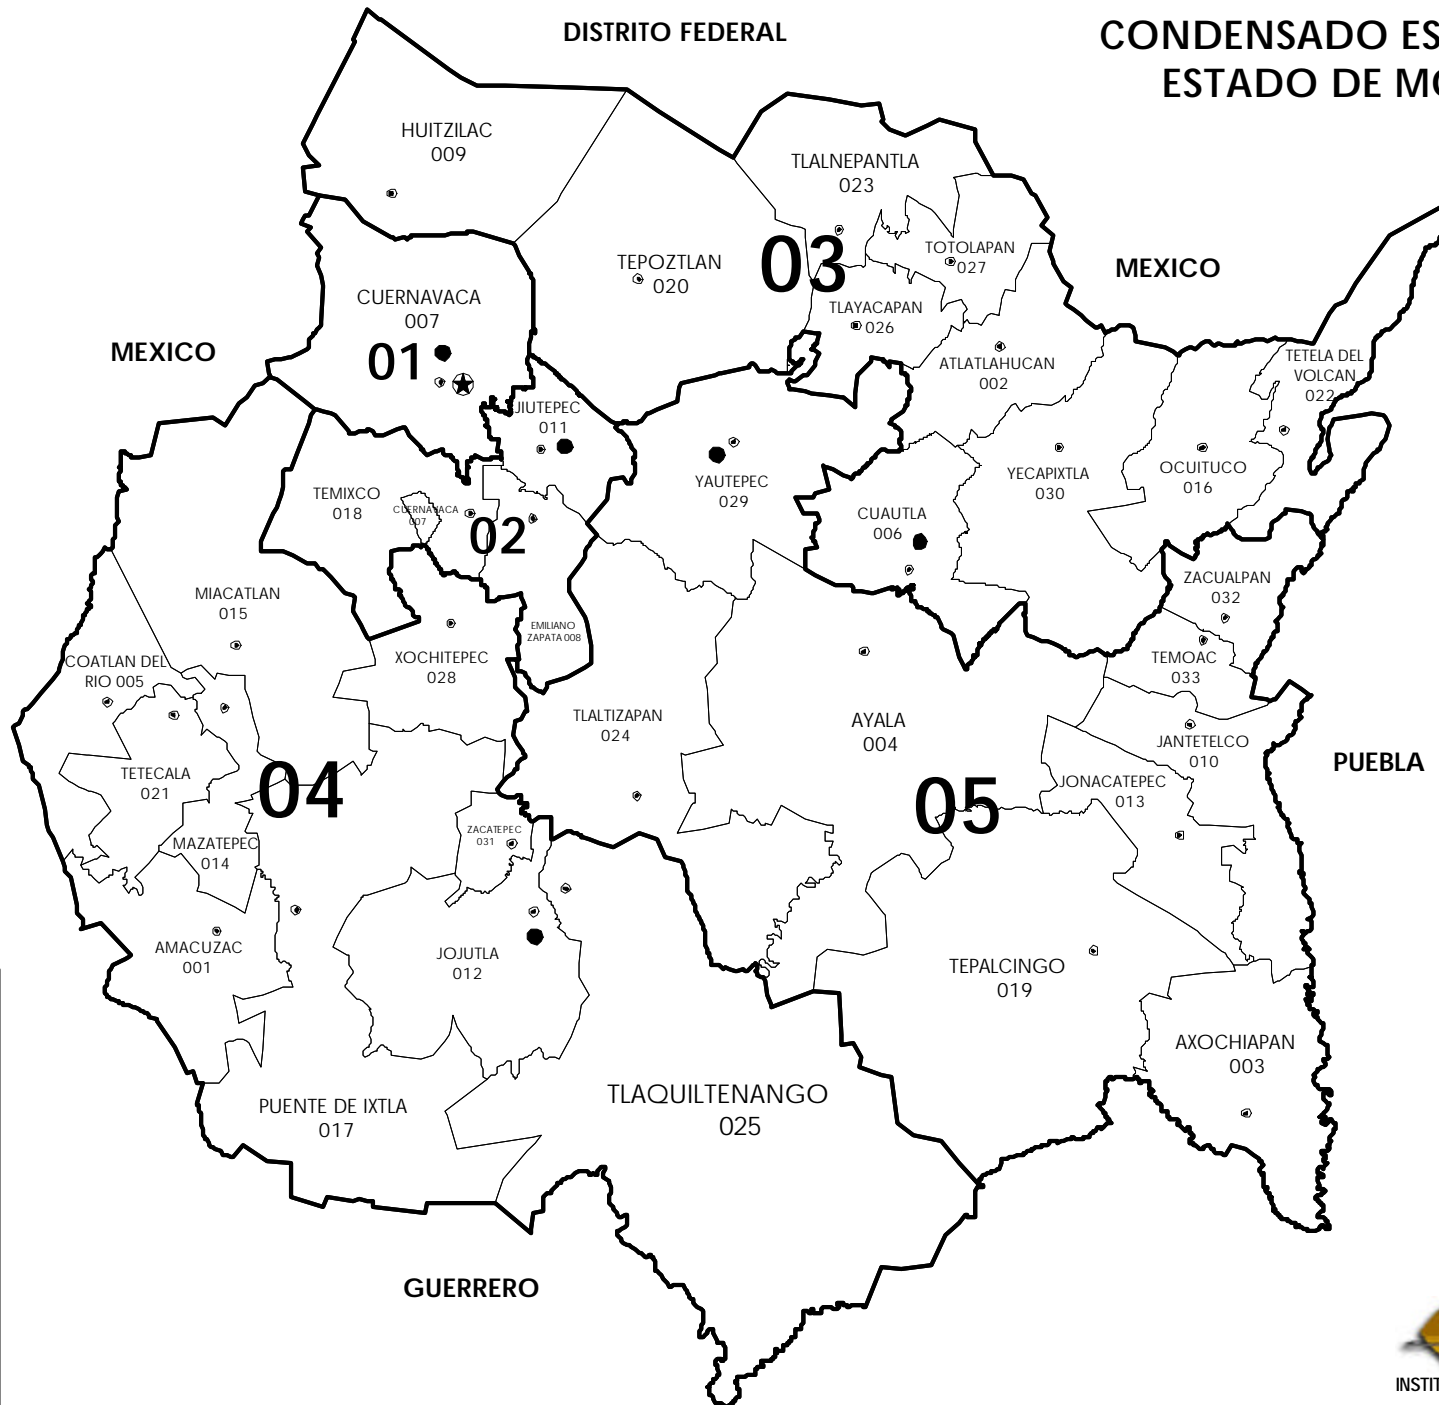 DISTRITO FEDERAL
CONDENSADO ES
ESTADO DE MO
HUITZILAC
009
TLALNEPANTLA
023
TEPOZTLAN
020
03
TOTOLAPAN
027
MEXICO
CUERNAVACA
007
TLAYACAPAN
026
MEXICO
01
ATLATLAHUCAN
002
TETELA DEL
VOLCAN
022
JIUTEPEC
011
YAUTEPEC
029
YECAPIXTLA
030
OCUITUCO
016
TEMIXCO
018
CUERNAVACA
007
02
CUAUTLA
006
MIACATLAN
015
ZACUALPAN
032
EMILIANO
ZAPATA 008
COATLAN DEL
RIO 005
XOCHITEPEC
028
TEMOAC
033
TLALTIZAPAN
024
AYALA
004
JANTETELCO
010
PUEBLA
TETECALA
021
04
05
JONACATEPEC
013
MAZATEPEC
014
ZACATEPEC
031
AMACUZAC
001
JOJUTLA
012
TEPALCINGO
019
AXOCHIAPAN
003
PUENTE DE IXTLA
017
TLAQUILTENANGO
025
GUERRERO
INSTIT